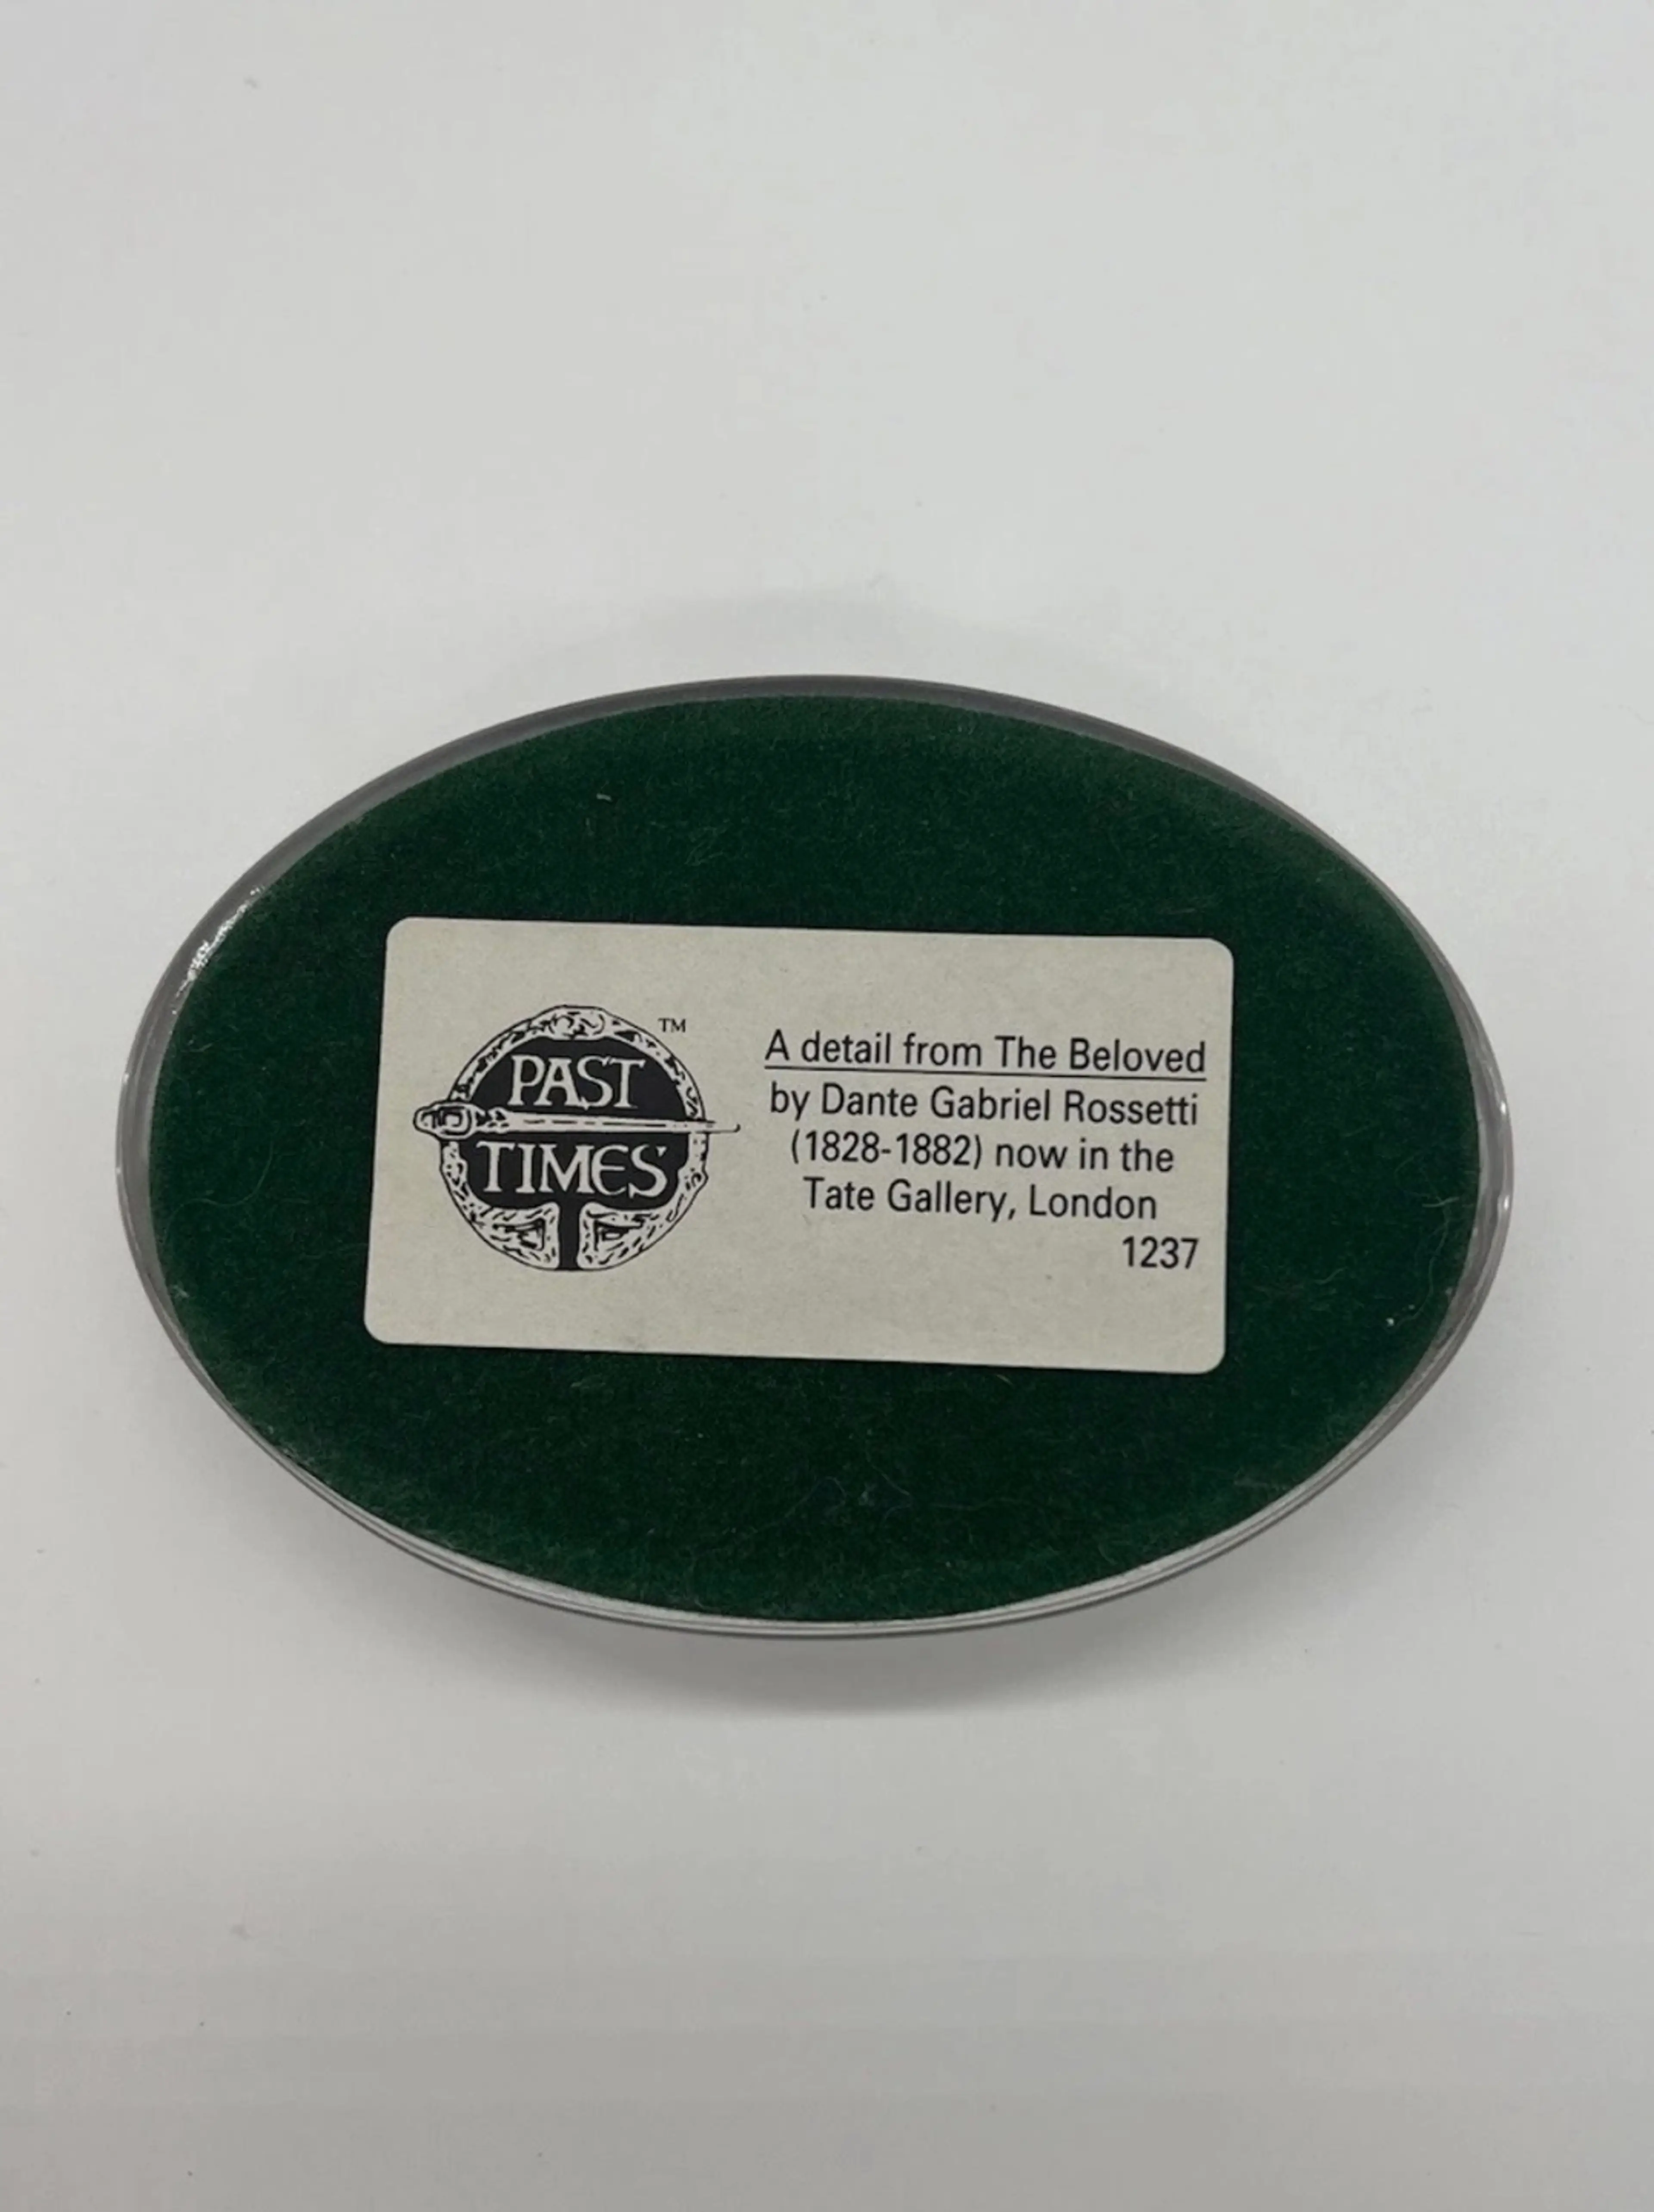 PAST
TIMES
TM
A detail from The Beloved
by Dante Gabriel Rossetti
(1828-1882) now in the
Tate Gallery, London
1237